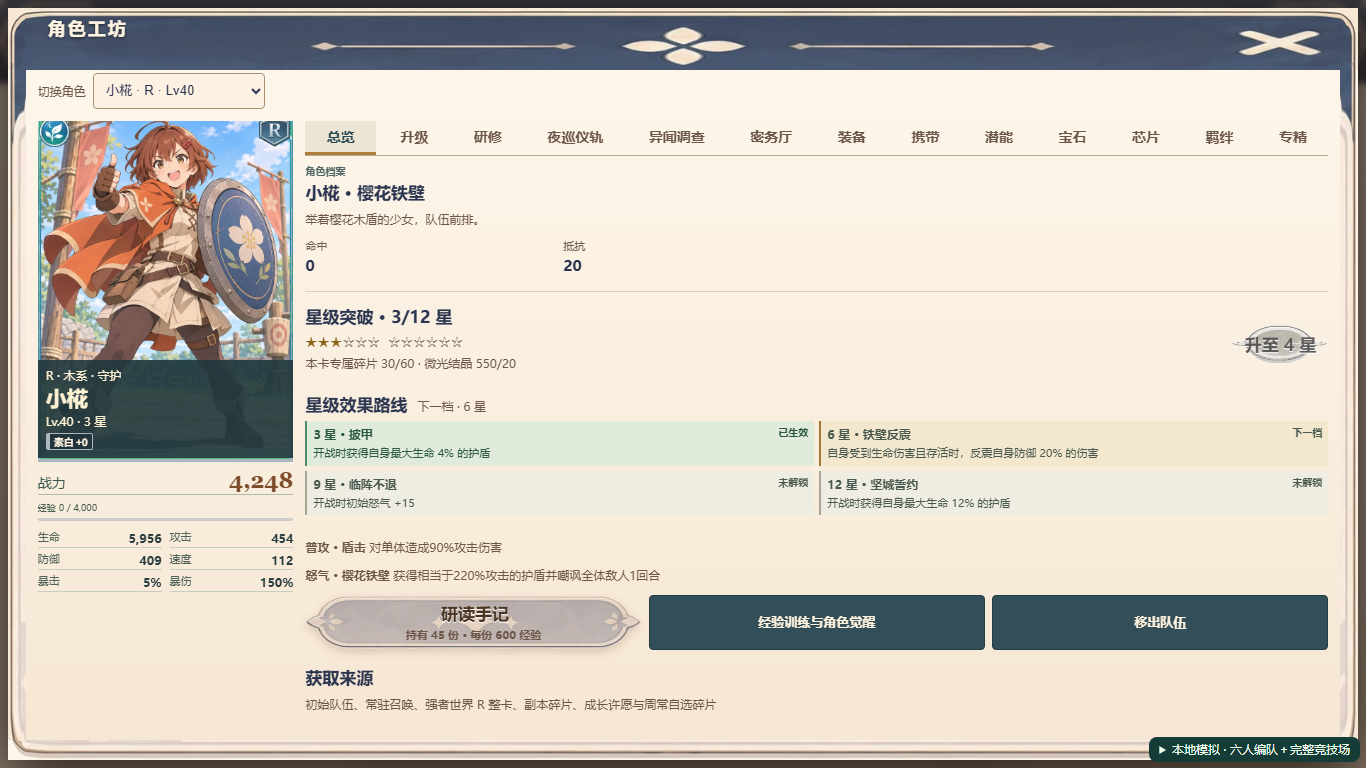 角色工坊
切换角色 小椛 · R · Lv40
R
总览 升级 研修 夜巡仪轨 异闻调查 密务厅 装备 携带 潜能 宝石 芯片 羁绊 专精
角色档案
小椛 • 樱花铁壁
举着樱花木盾的少女，队伍前排。
命中 抵抗
0 20
星级突破 • 3/12 星
★★★☆☆☆ ☆☆☆☆☆☆
本卡专属碎片 30/60 · 微光结晶 550/20
升至 4 星
星级效果路线 下一档 · 6 星
3 星 • 披甲 已生效
开战时获得自身最大生命 4% 的护盾
6 星 • 铁壁反震 下一档
自身受到生命伤害且存活时，反震自身防御 20% 的伤害
9 星 • 临阵不退 未解锁
开战时初始怒气 +15
12 星 • 坚城誓约 未解锁
开战时获得自身最大生命 12% 的护盾
普攻 • 盾击 对单体造成90%攻击伤害
怒气 • 樱花铁壁 获得相当于220%攻击的护盾并嘲讽全体敌人1回合
研读手记
持有 45 份 • 每份 600 经验
经验训练与角色觉醒
移出队伍
获取来源
初始队伍、常驻召唤、强者世界 R 整卡、副本碎片、成长许愿与周常自选碎片
R · 木系 · 守护
小椛
Lv.40 · 3 星
素白 +0
战力 4,248
经验 0 / 4,000
生命 5,956 攻击 454
防御 409 速度 112
暴击 5% 暴伤 150%
▶ 本地模拟 · 六人编队 + 完整竞技场